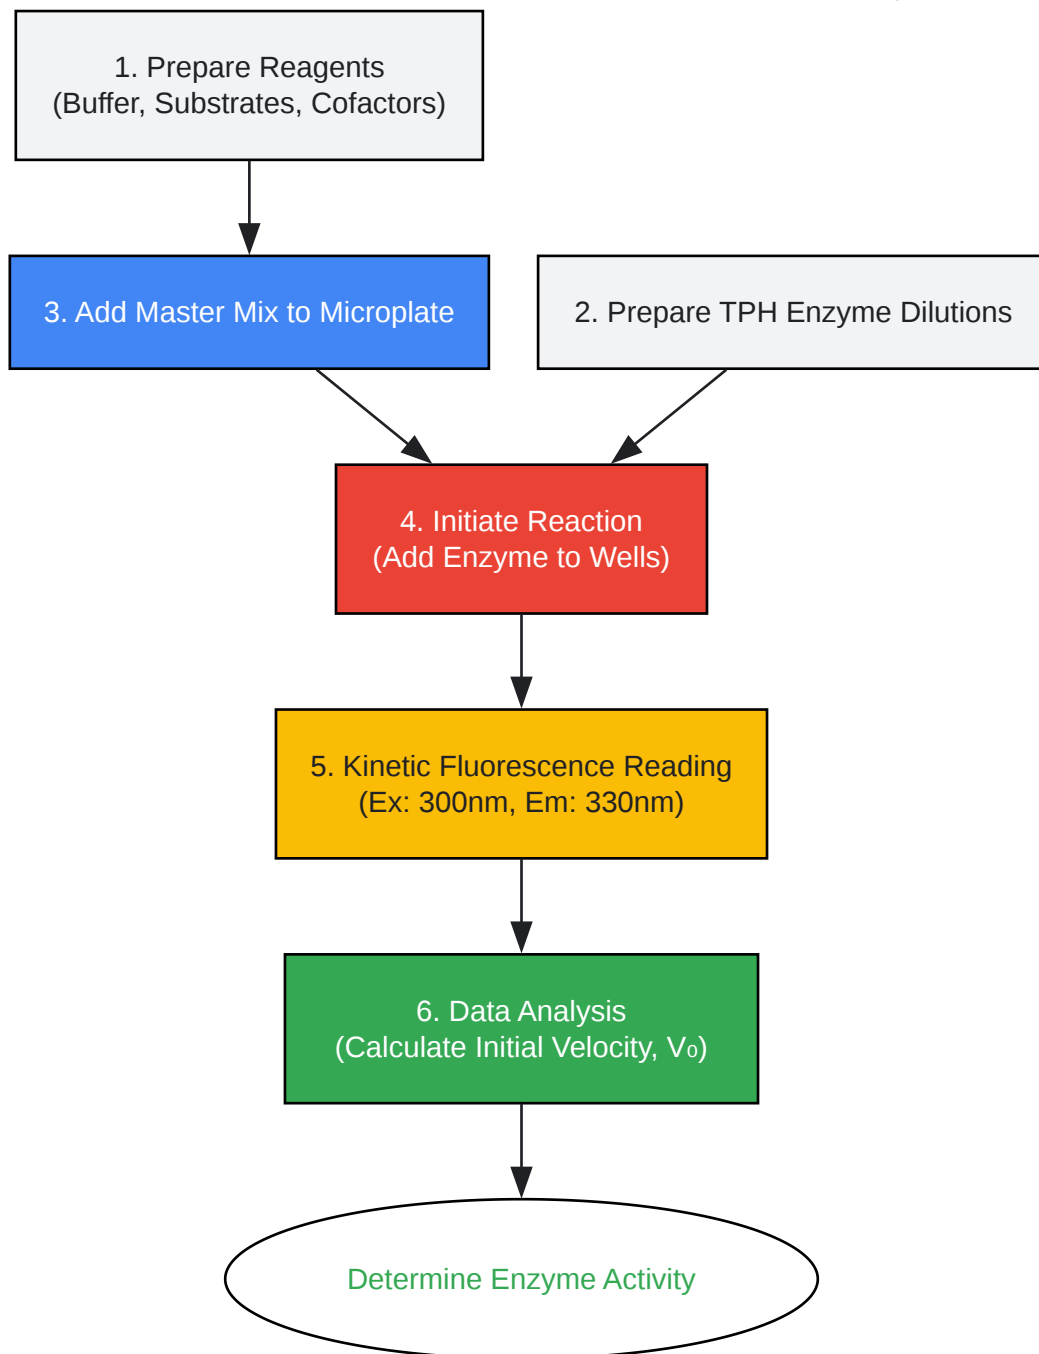 1. Prepare Reagents
(Buffer, Substrates, Cofactors)
3. Add Master Mix to Microplate
2. Prepare TPH Enzyme Dilutions
4. Initiate Reaction
(Add Enzyme to Wells)
5. Kinetic Fluorescence Reading
(Ex: 300nm, Em: 330nm)
6. Data Analysis
(Calculate Initial Velocity, V₀)
Determine Enzyme Activity